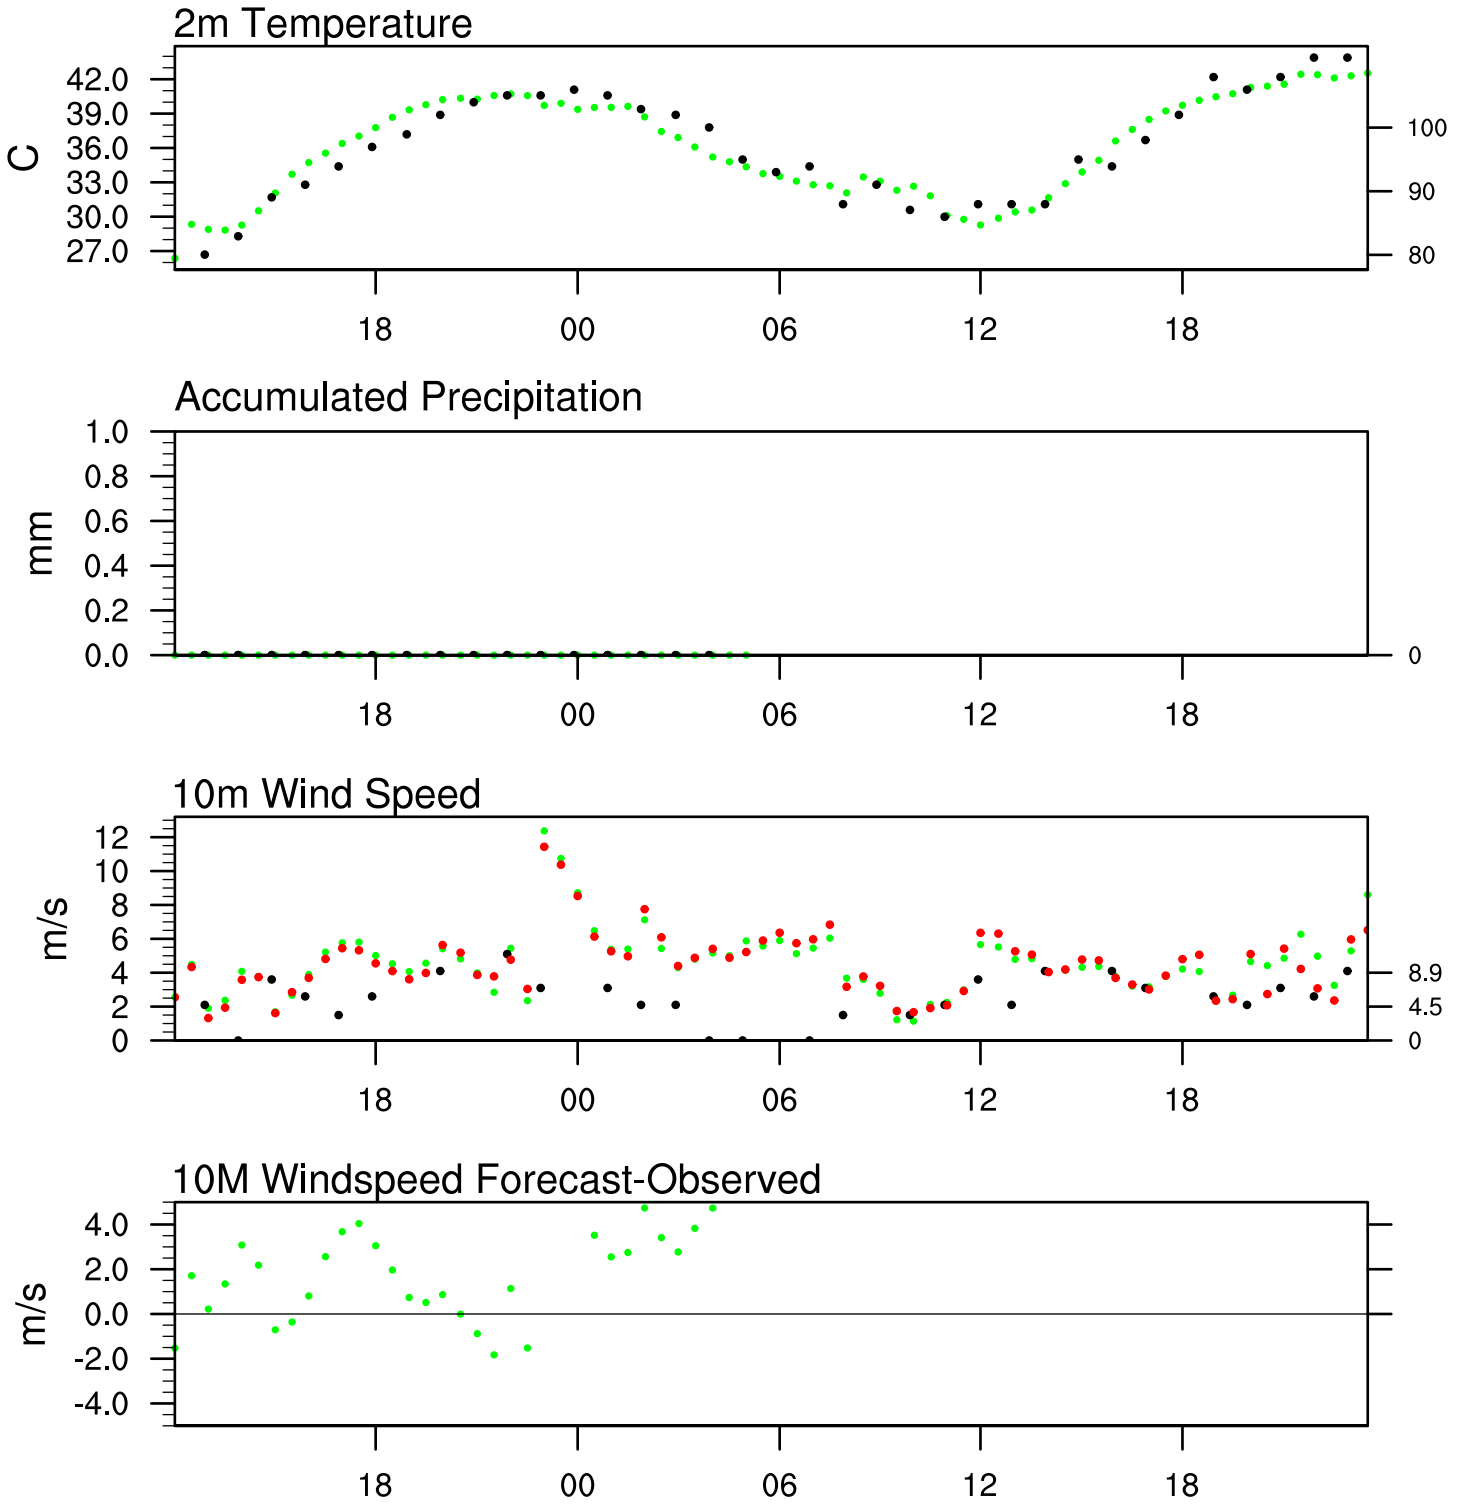 2m Temperature
42.0
39.0
36.0
33.0
30.0
27.0
C
100
90
80
18 00 06 12 18
Accumulated Precipitation
1.0
0.8
0.6
0.4
0.2
0.0
mm
0
18 00 06 12 18
10m Wind Speed
12
10
8
6
4
2
0
m/s
8.9
4.5
0
18 00 06 12 18
10M Windspeed Forecast-Observed
4.0
2.0
0.0
-2.0
-4.0
m/s
18 00 06 12 18